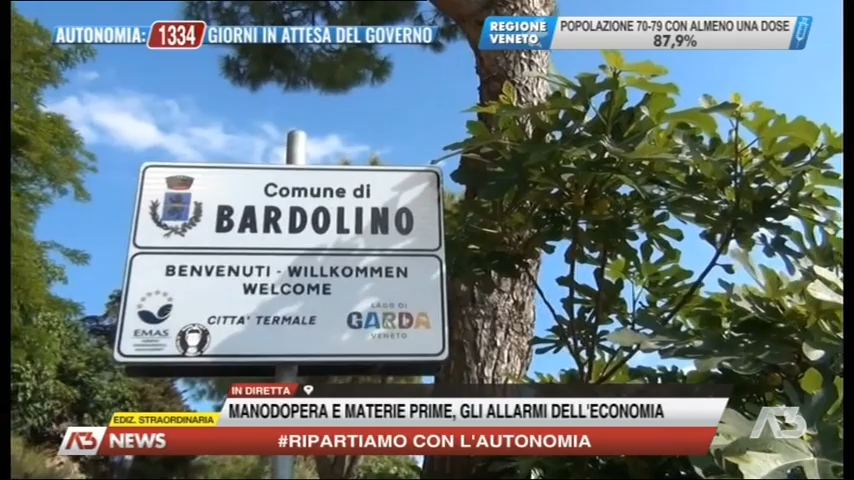 AUTONOMIA: 1334 GIORNI IN ATTESA DEL GOVERNO
REGIONE VENETO
POPOLAZIONE 70-79 CON ALMENO UNA DOSE
87,9%
Comune di
BARDOLINO
BENVENUTI - WILLKOMMEN
WELCOME
EMAS
CITTA' TERMALE
LAGO DI
GARDA
VENETO
IN DIRETTA
EDIZ. STRAORDINARIA
MANODOPERA E MATERIE PRIME, GLI ALLARMI DELL'ECONOMIA
A3 NEWS
#RIPARTIAMO CON L'AUTONOMIA
A3